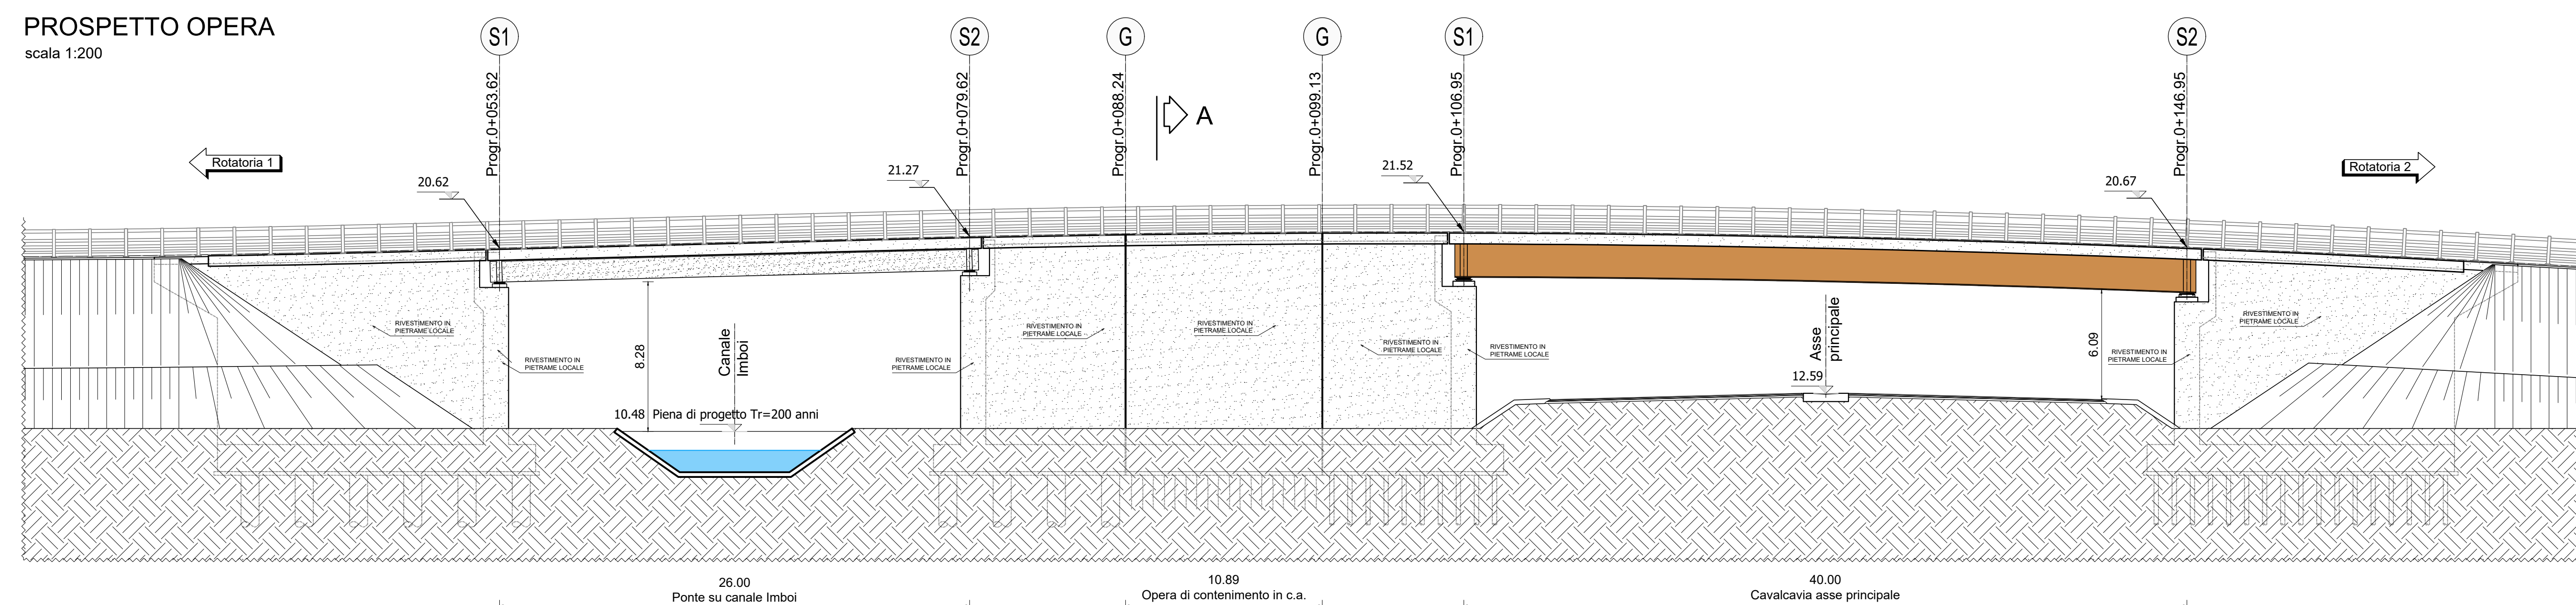 PROSPETTO OPERA
scala 1:200
S1
S2
G
G
S1
S2
Progr.0+053.62
Progr.0+079.62
Progr.0+088.24
Progr.0+099.13
Progr.0+106.95
Progr.0+146.95
A
Rotatoria 1
Rotatoria 2
20.62
21.27
21.52
20.67
RIVESTIMENTO IN
PIETRAME LOCALE
RIVESTIMENTO IN
PIETRAME LOCALE
8.28
Canale
Imboi
10.48 Piena di progetto Tr=200 anni
RIVESTIMENTO IN
PIETRAME LOCALE
RIVESTIMENTO IN
PIETRAME LOCALE
RIVESTIMENTO IN
PIETRAME LOCALE
RIVESTIMENTO IN
PIETRAME LOCALE
RIVESTIMENTO IN
PIETRAME LOCALE
Asse
principale
12.59
6.09
RIVESTIMENTO IN
PIETRAME LOCALE
RIVESTIMENTO IN
PIETRAME LOCALE
26.00
Ponte su canale Imboi
10.89
Opera di contenimento in c.a.
40.00
Cavalcavia asse principale